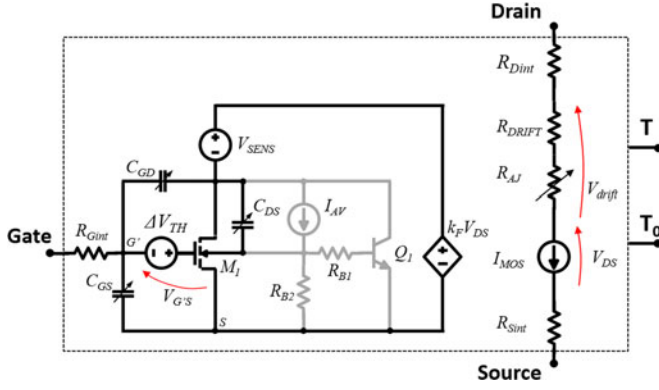 Drain
R_Dint
R_DRIFT
T
R_AJ
V_drift
V_SENS
C_GD
C_DS
I_AV
k_F V_DS
T_0
Gate
R_Gint
G'
ΔV_TH
M_1
R_B1
Q_1
I_MOS
V_DS
C_GS
V_G'S
R_B2
R_Sint
S
Source